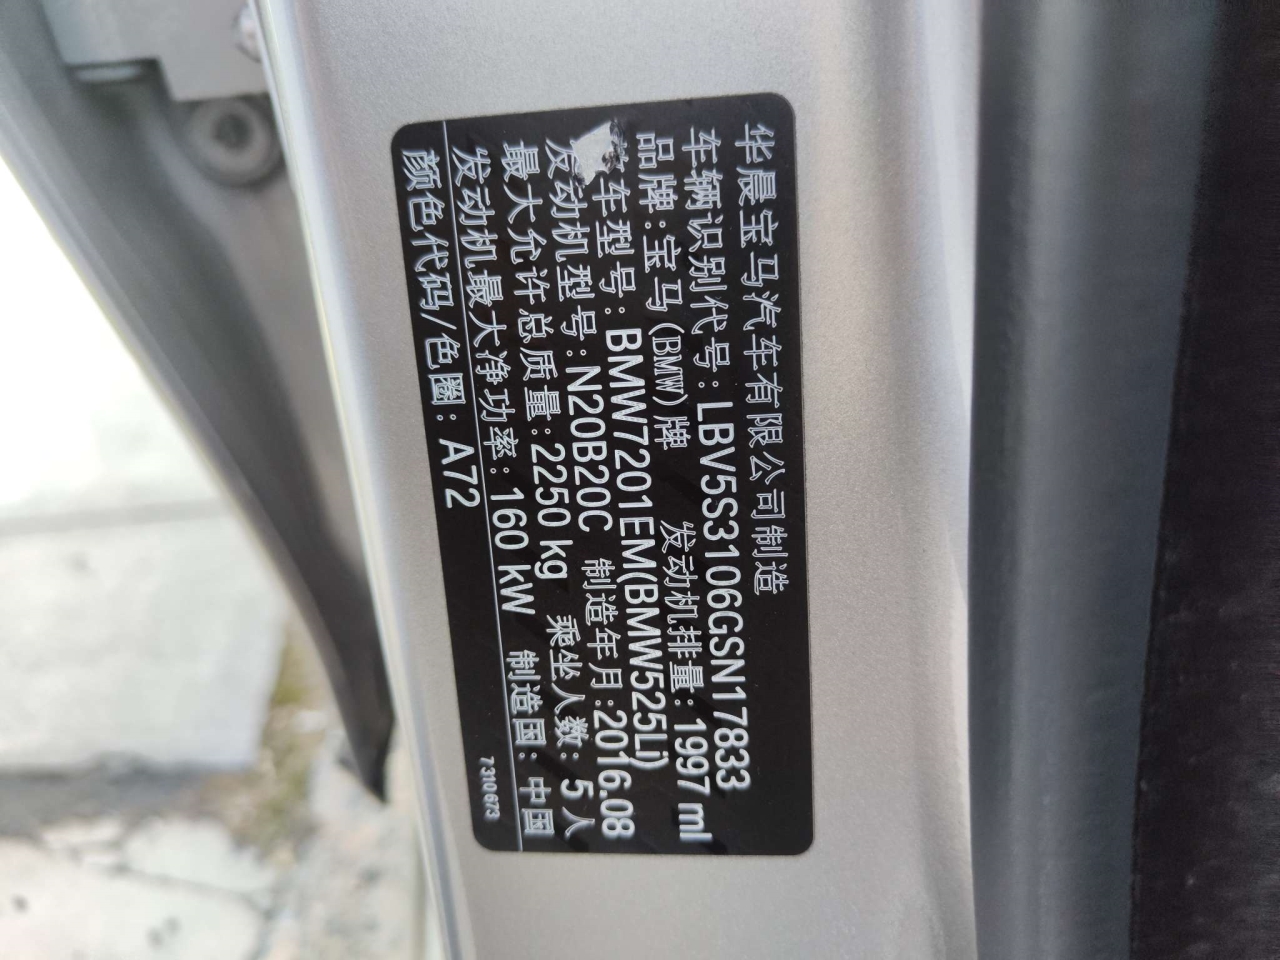 华晨宝马汽车有限公司制造
车辆识别代号:LBV5S3106GSN17833
品牌:宝马(BMW)牌 发动机排量:1997 ml
车型号:BMW7201EM(BMW525Li)
发动机型号:N20B20C 制造年月:2016.08
最大允许总质量:2250 kg 乘坐人数:5人
发动机最大净功率:160 kW 制造国:中国
颜色代码/色圈:A72 7 310 673